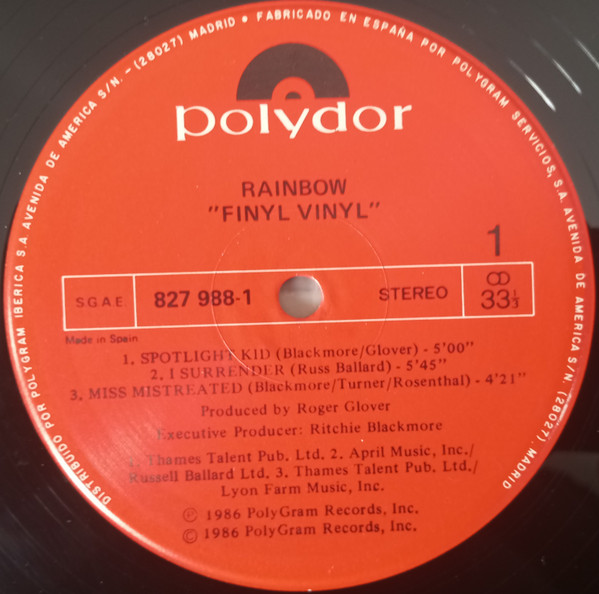 DISTRIBUIDO POR POLYGRAM IBERICA S.A. AVENIDA DE AMERICA S/N. - (28027) MADRID • FABRICADO EN ESPAÑA POR POLYGRAM SERVICIOS, S.A. AVENIDA DE AMERICA S/N. (28027). MADRID
polydor
RAINBOW
"FINYL VINYL"
1
SGAE
827 988-1
STEREO
33 1/3
Made in Spain
1. SPOTLIGHT KID (Blackmore/Glover) - 5'00"
2. I SURRENDER (Russ Ballard) - 5'45"
3. MISS MISTREATED (Blackmore/Turner/Rosenthal) - 4'21"
Produced by Roger Glover
Executive Producer: Ritchie Blackmore
Thames Talent Pub. Ltd. 2. April Music, Inc./
Russell Ballard Ltd. 3. Thames Talent Pub. Ltd./
Lyon Farm Music, Inc.
℗ 1986 PolyGram Records, Inc.
© 1986 PolyGram Records, Inc.